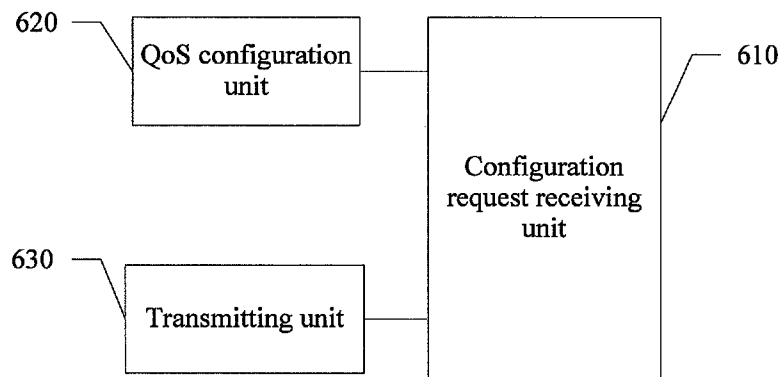 620
QoS configuration
unit
610
Configuration
request receiving
unit
630
Transmitting unit